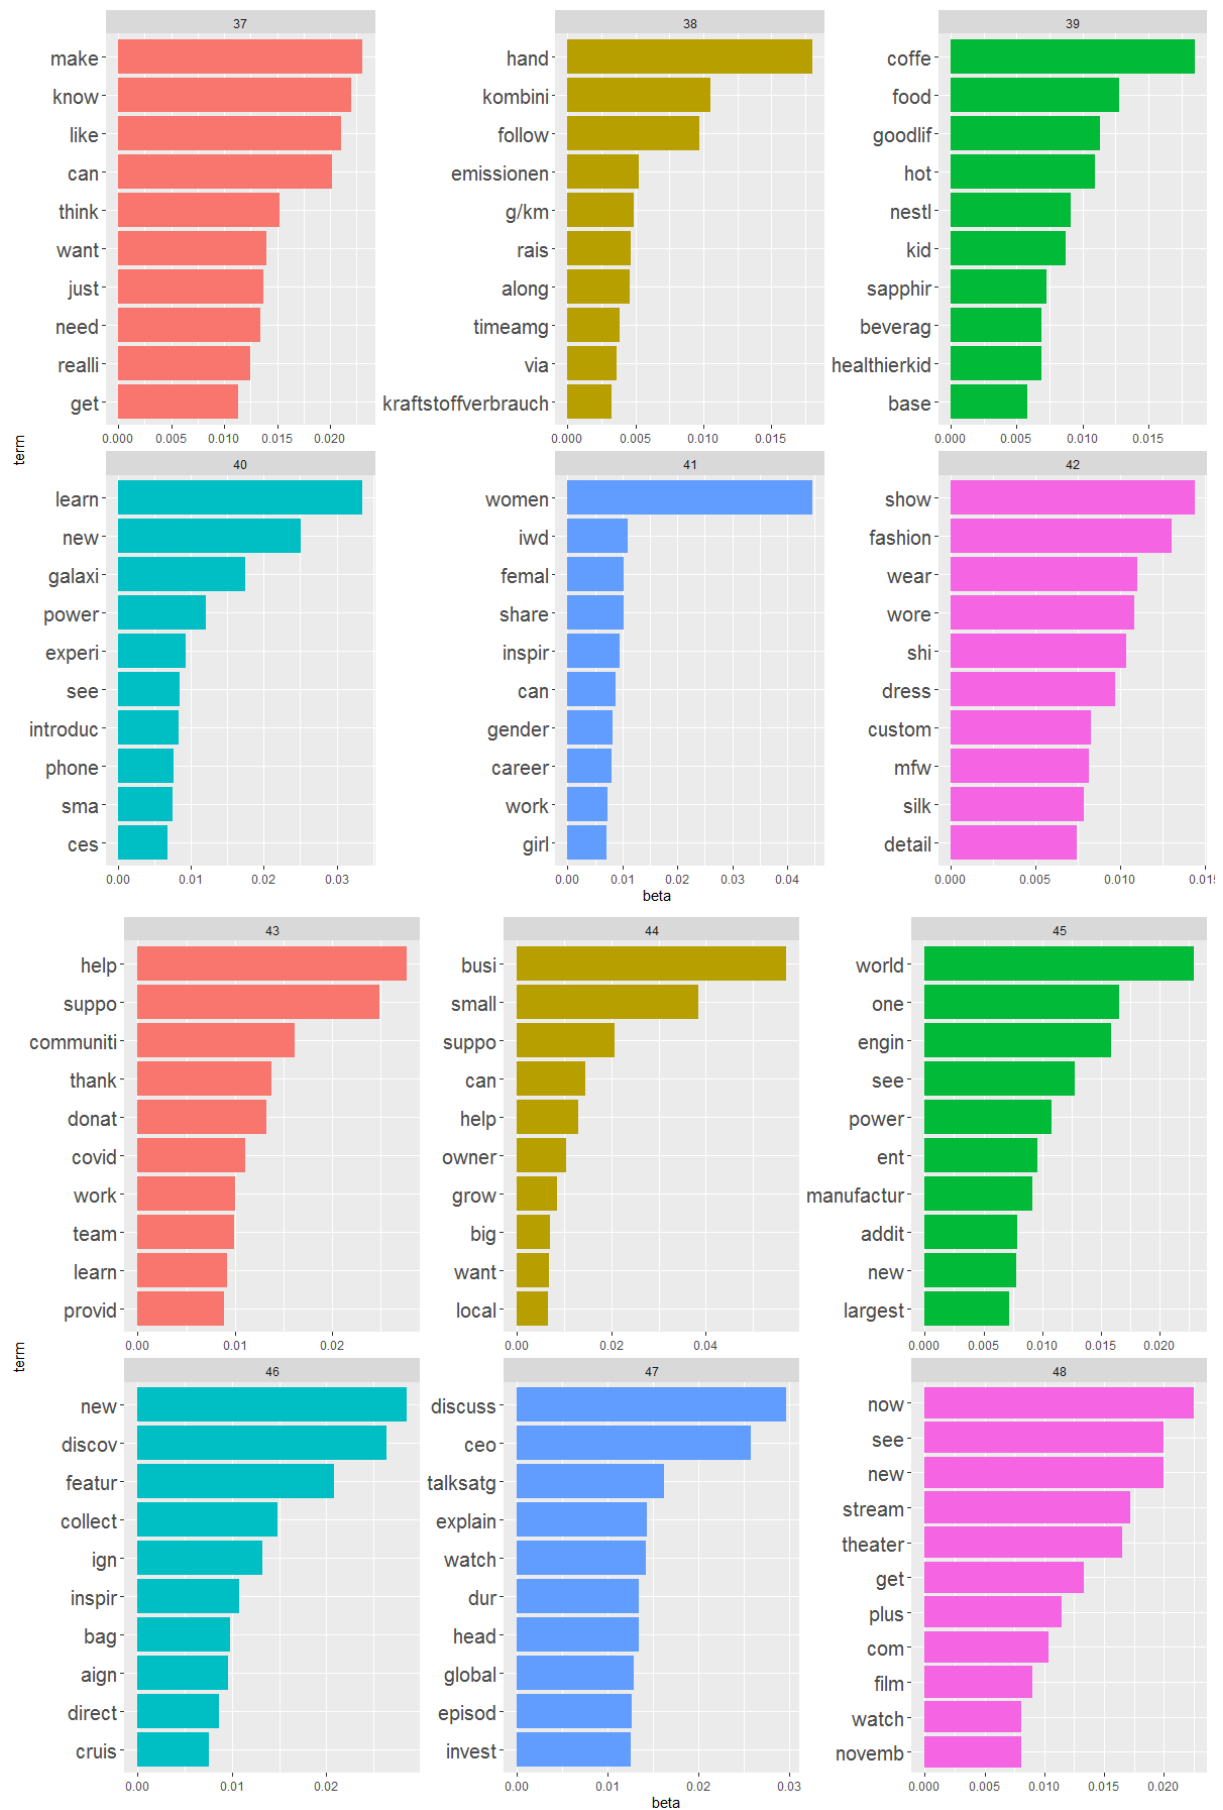 37
make
know
like
can
think
want
just
need
realli
get
0.000 0.005 0.010 0.015 0.020
38
hand
kombini
follow
emissionen
g/km
rais
along
timeamg
via
kraftstoffverbrauch
0.000 0.005 0.010 0.015
39
coffe
food
goodlif
hot
nestl
kid
sapphir
beverag
healthierkid
base
0.000 0.005 0.010 0.015
term
40
learn
new
galaxi
power
experi
see
introduc
phone
sma
ces
0.00 0.01 0.02 0.03
41
women
iwd
femal
share
inspir
can
gender
career
work
girl
0.00 0.01 0.02 0.03 0.04
42
show
fashion
wear
wore
shi
dress
custom
mfw
silk
detail
0.000 0.005 0.010 0.015
beta
43
help
suppo
communiti
thank
donat
covid
work
team
learn
provid
0.00 0.01 0.02
44
busi
small
suppo
can
help
owner
grow
big
want
local
0.00 0.02 0.04
45
world
one
engin
see
power
ent
manufactur
addit
new
largest
0.000 0.005 0.010 0.015 0.020
term
46
new
discov
featur
collect
ign
inspir
bag
aign
direct
cruis
0.00 0.01 0.02
47
discuss
ceo
talksatg
explain
watch
dur
head
global
episod
invest
0.00 0.01 0.02 0.03
48
now
see
new
stream
theater
get
plus
com
film
watch
novemb
0.000 0.005 0.010 0.015 0.020
beta